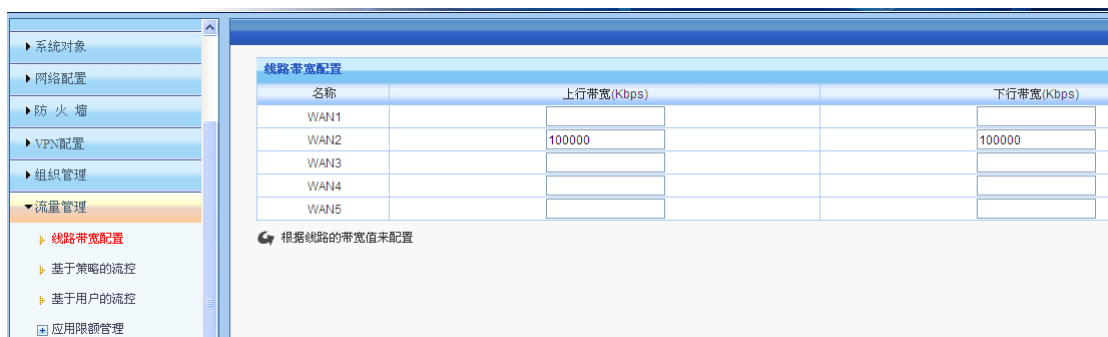 系统对象
网络配置
防 火 墙
VPN配置
组织管理
流量管理
线路带宽配置
基于策略的流控
基于用户的流控
应用限额管理
线路带宽配置
名称 上行带宽(Kbps) 下行带宽(Kbps)
WAN1
WAN2 100000 100000
WAN3
WAN4
WAN5
根据线路的带宽值来配置